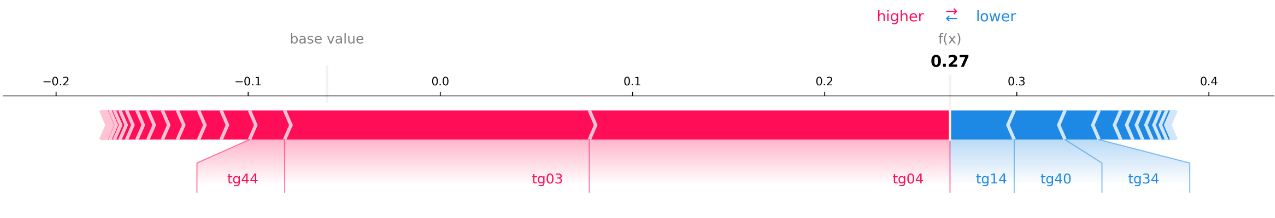 higher ⇄ lower
base value f(x)
0.27
−0.2 −0.1 0.0 0.1 0.2 0.3 0.4
tg44 tg03 tg04 tg14 tg40 tg34